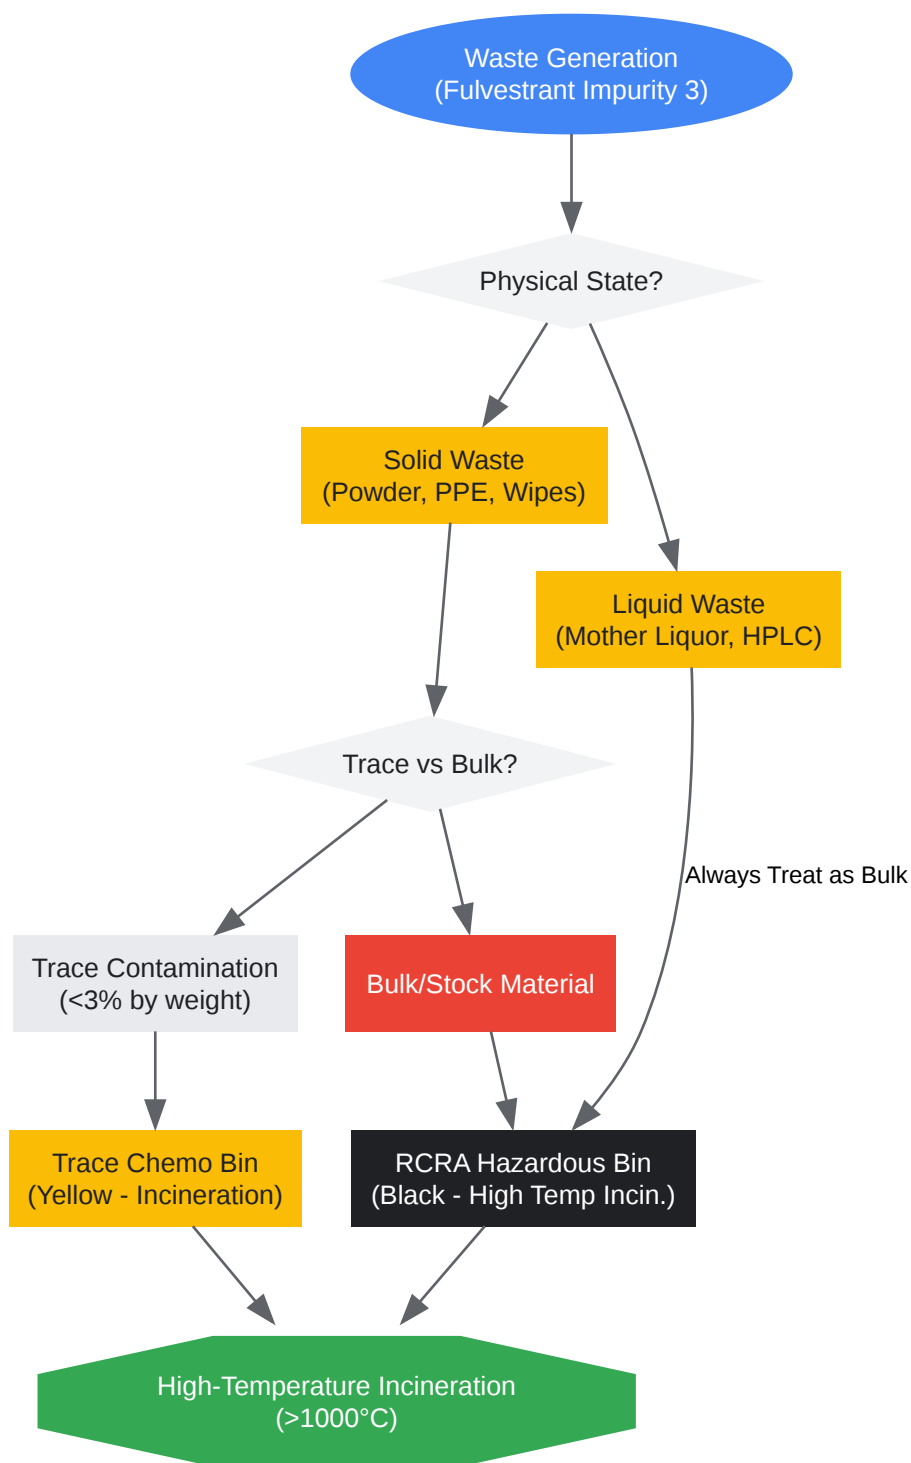 Waste Generation
(Fulvestrant Impurity 3)
Physical State?
Solid Waste
(Powder, PPE, Wipes)
Liquid Waste
(Mother Liquor, HPLC)
Trace vs Bulk?
Always Treat as Bulk
Trace Contamination
(<3% by weight)
Bulk/Stock Material
Trace Chemo Bin
(Yellow - Incineration)
RCRA Hazardous Bin
(Black - High Temp Incin.)
High-Temperature Incineration
(>1000°C)